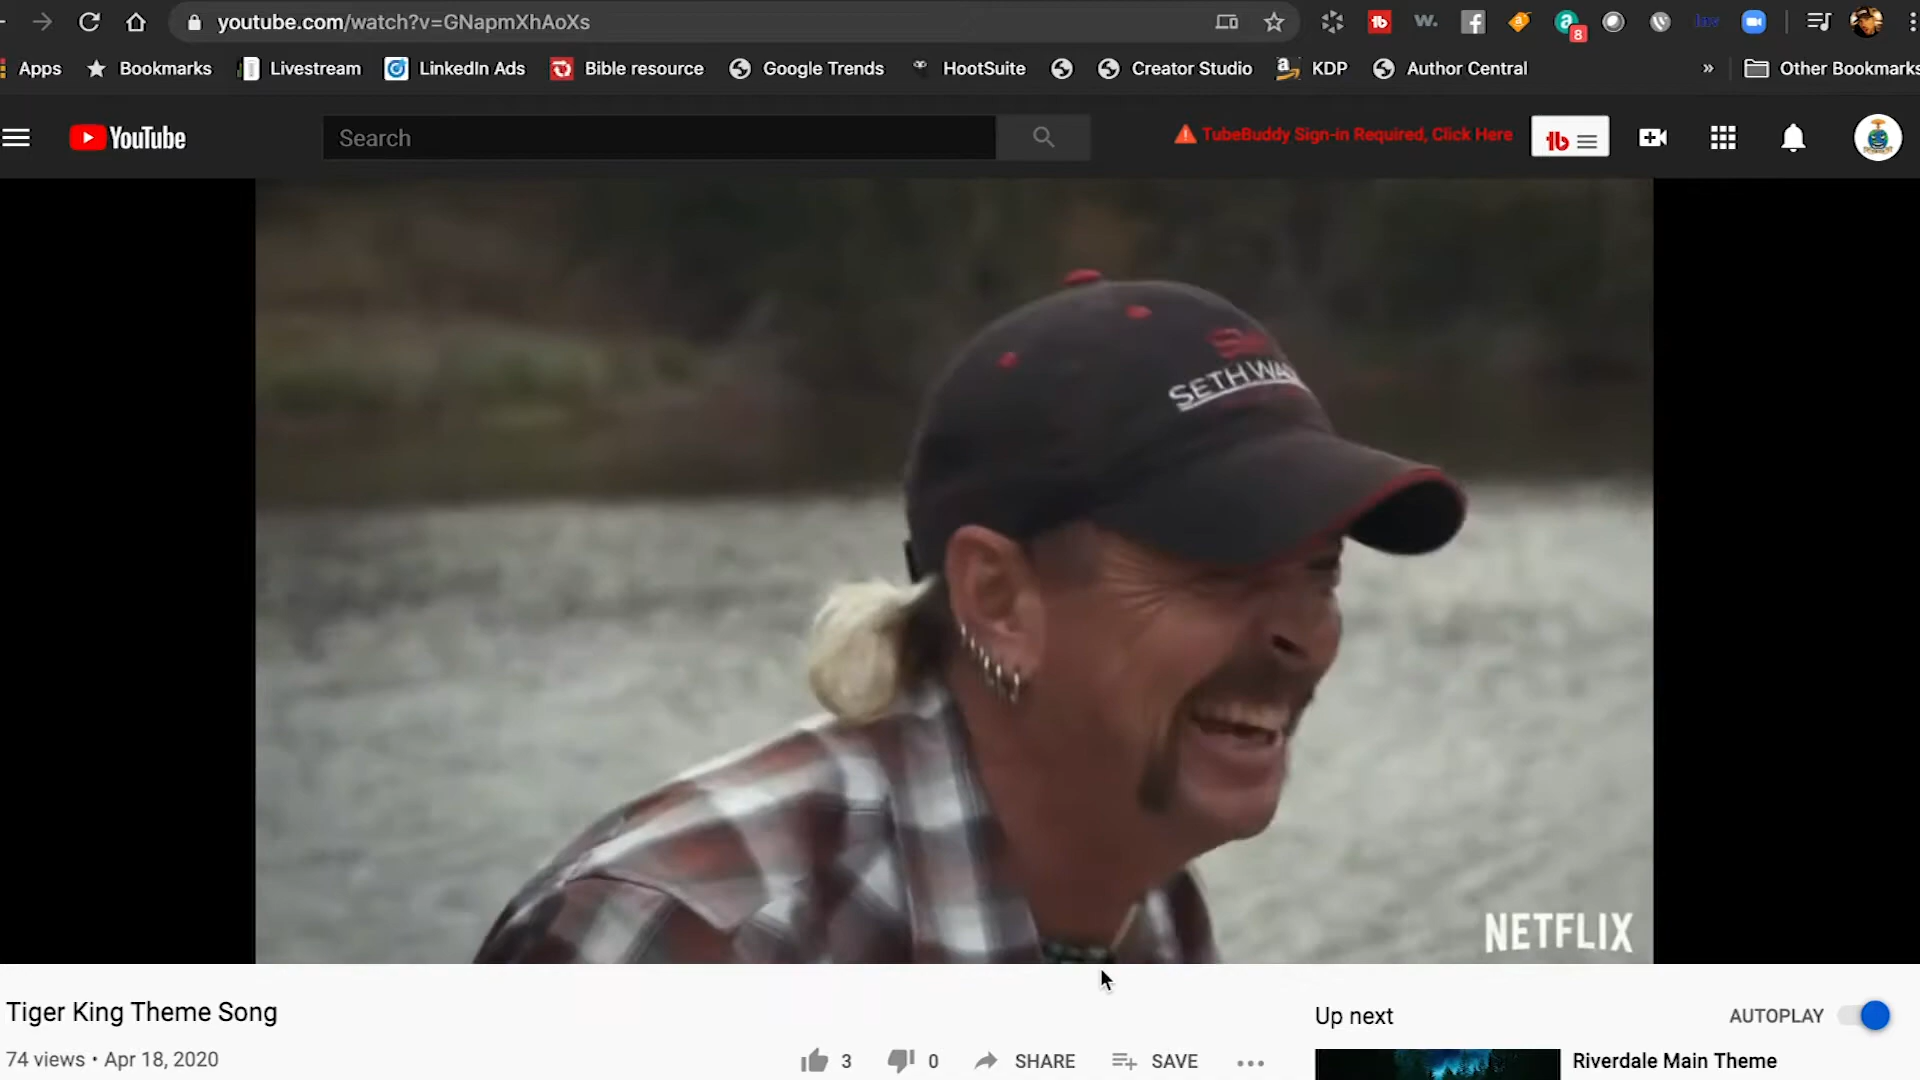 youtube.com/watch?v=GNapmXhAoXs
Apps Bookmarks Livestream LinkedIn Ads Bible resource Google Trends HootSuite Creator Studio KDP Author Central » Other Bookmarks
YouTube Search TubeBuddy Sign-in Required, Click Here
NETFLIX
Tiger King Theme Song
Up next AUTOPLAY
74 views • Apr 18, 2020 3 0 SHARE SAVE
Riverdale Main Theme